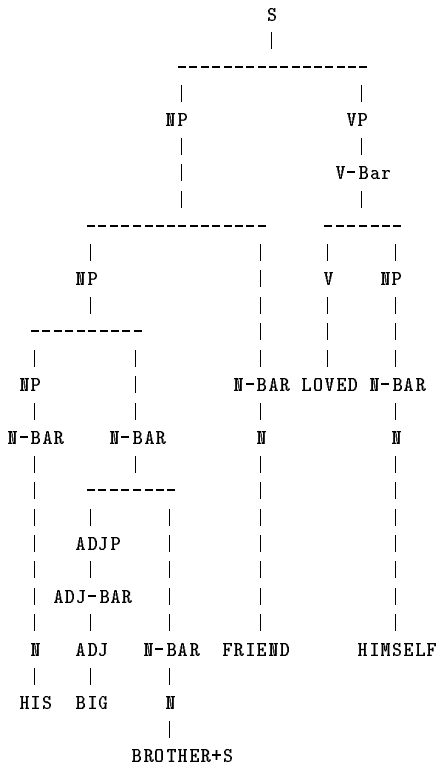 S
NP VP
V-Bar
NP V NP
NP N-BAR LOVED N-BAR
N-BAR N-BAR N N
ADJP
ADJ-BAR
N ADJ N-BAR FRIEND HIMSELF
HIS BIG N
BROTHER+S